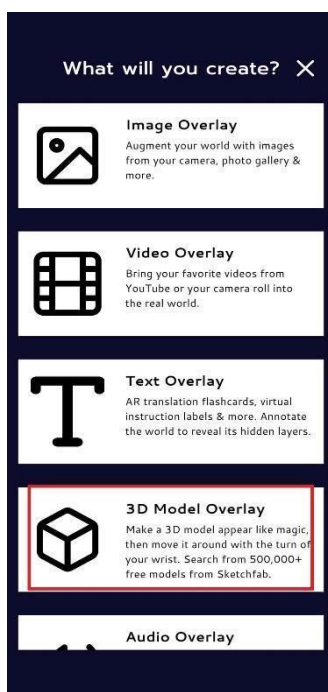 What will you create?
Image Overlay
Augment your world with images
from your camera, photo gallery &
more.
Video Overlay
Bring your favorite videos from
YouTube or your camera roll into
the real world.
Text Overlay
AR translation flashcards, virtual
instruction labels & more. Annotate
the world to reveal its hidden layers.
3D Model Overlay
Make a 3D model appear like magic,
then move it around with the turn of
your wrist. Search from 500,000+
free models from Sketchfab.
Audio Overlay